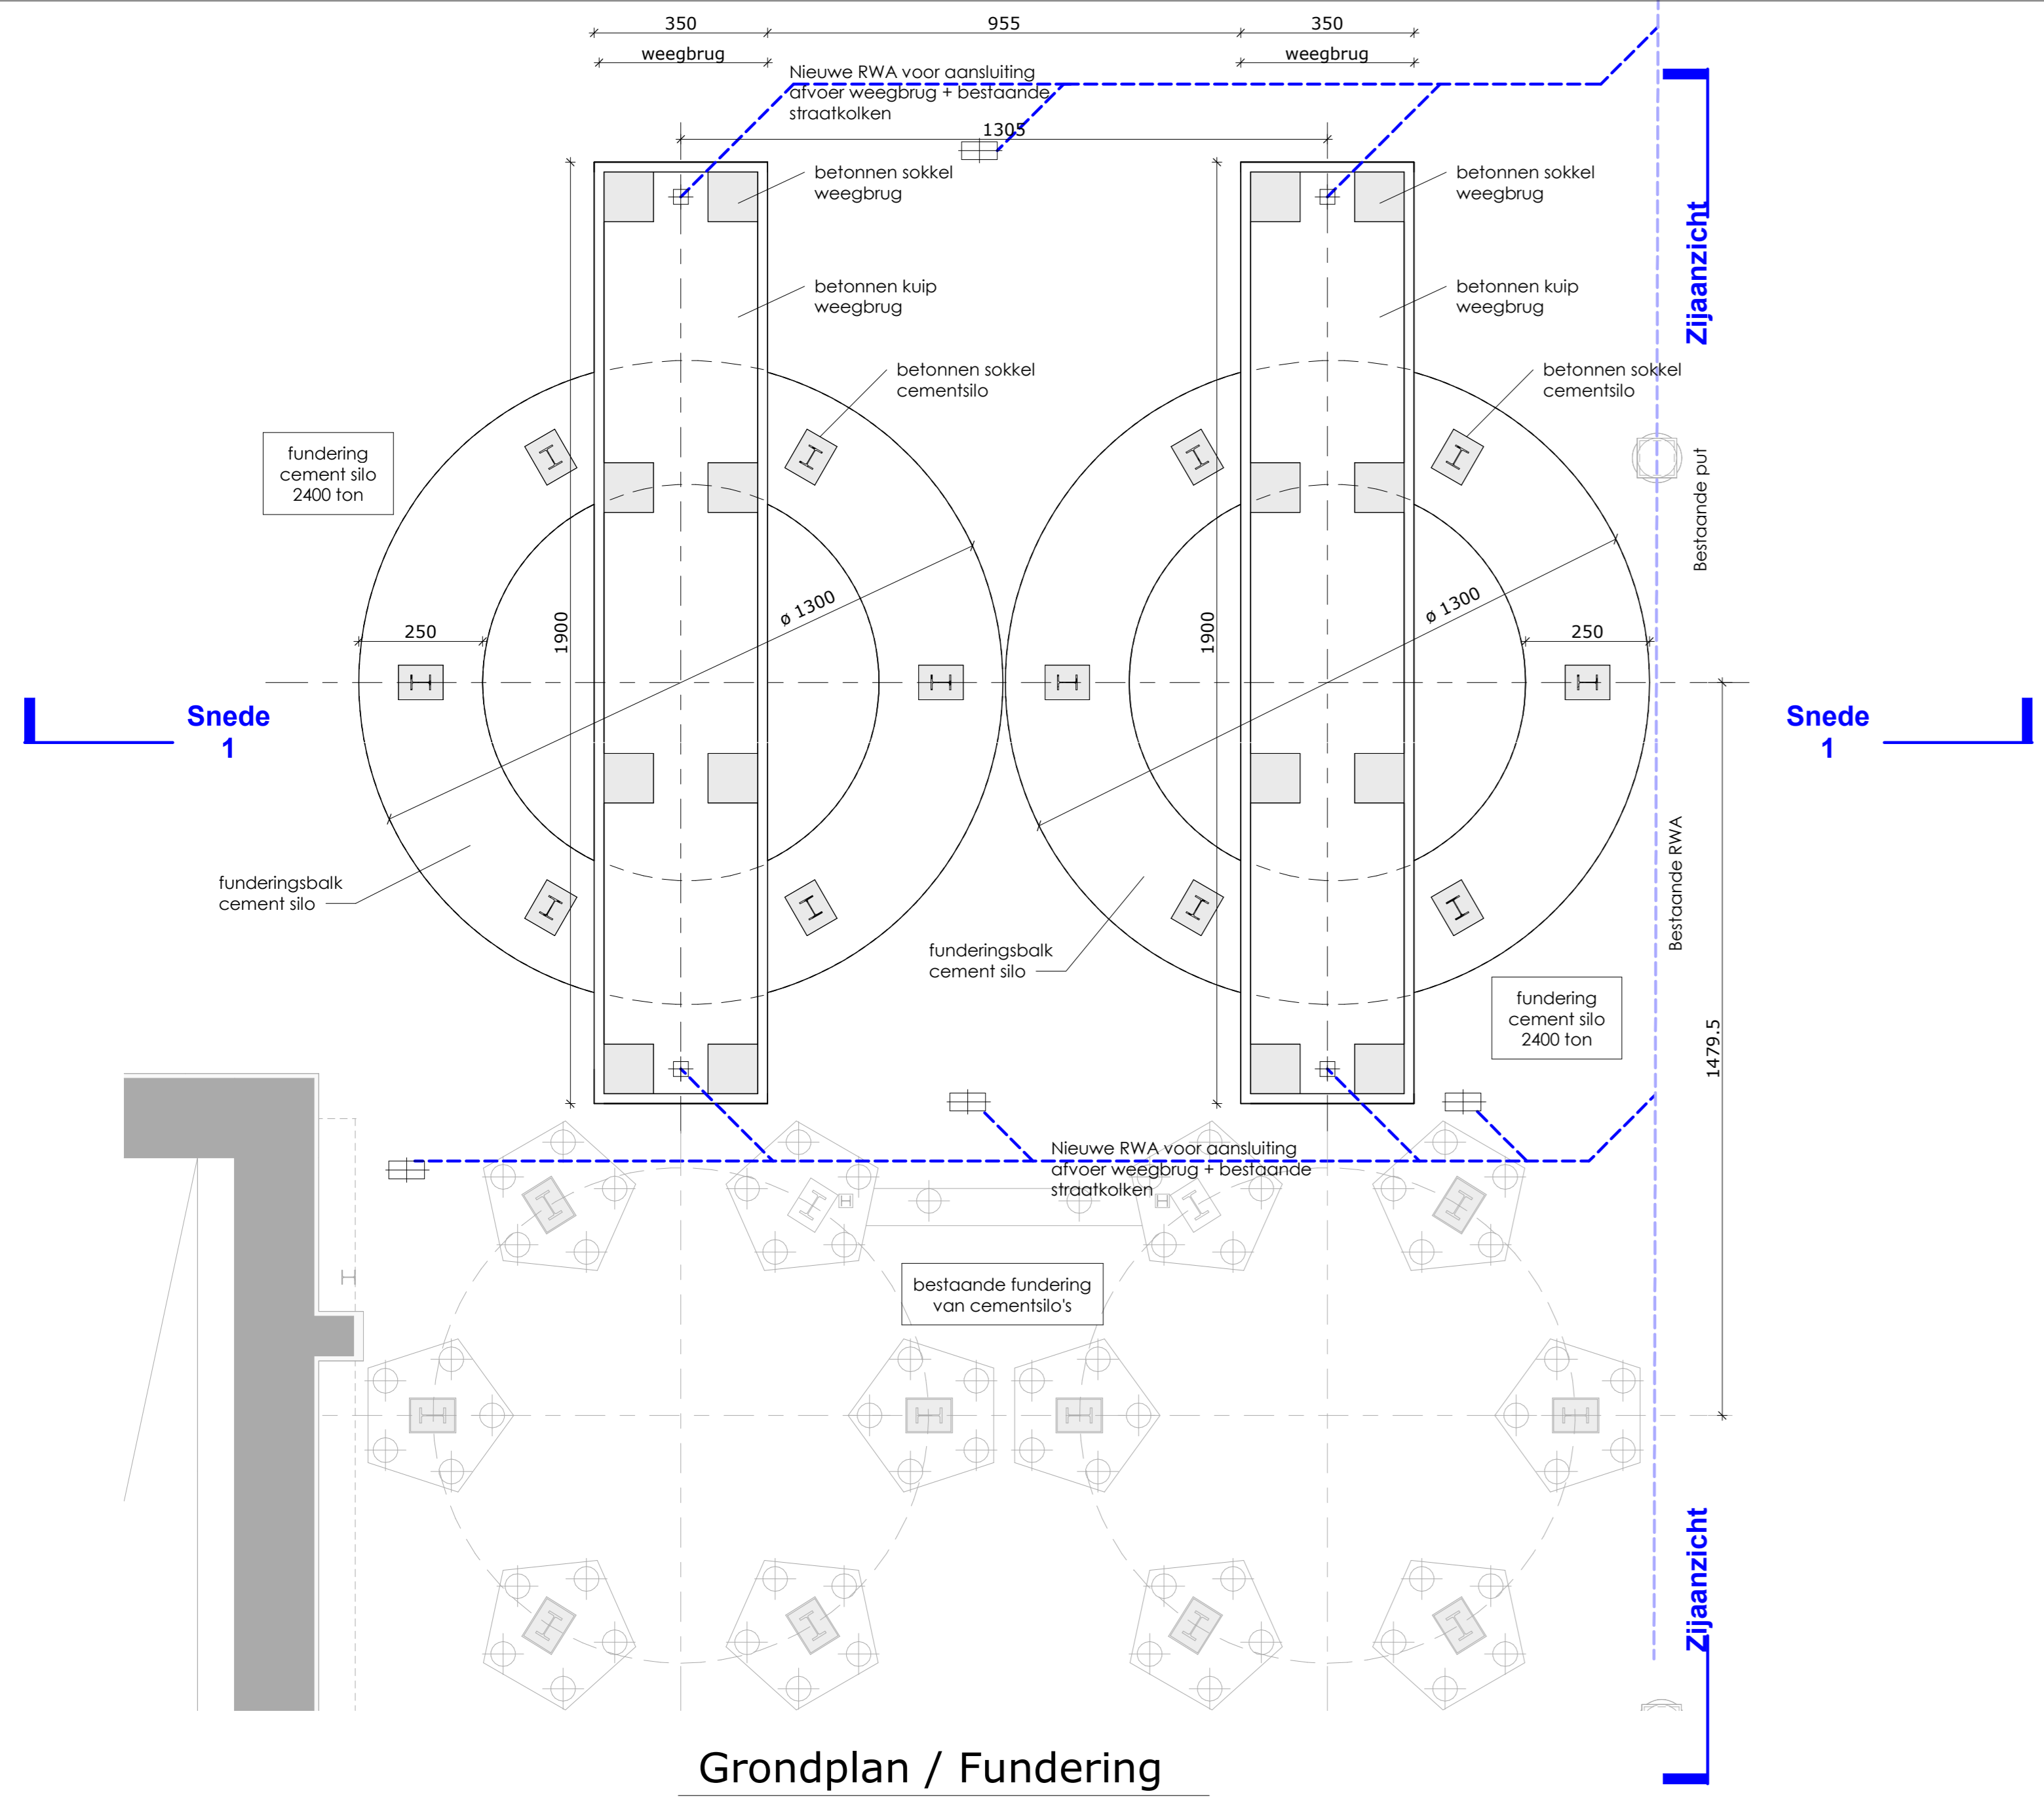 350
955
350
weegbrug
weegbrug
Nieuwe RWA voor aansluiting
afvoer weegbrug + bestaande
straatkolken
1305
betonnen sokkel
weegbrug
betonnen sokkel
weegbrug
Zijaanzicht
betonnen kuip
weegbrug
betonnen kuip
weegbrug
betonnen sokkel
cementsilo
betonnen sokkel
cementsilo
fundering
cement silo
2400 ton
Bestaande put
ø 1300
ø 1300
250
1900
1900
250
Snede
1
Snede
1
funderingsbalk
cement silo
Bestaande RWA
funderingsbalk
cement silo
fundering
cement silo
2400 ton
1479.5
Nieuwe RWA voor aansluiting
afvoer weegbrug + bestaande
straatkolken
bestaande fundering
van cementsilo's
Zijaanzicht
Grondplan / Fundering